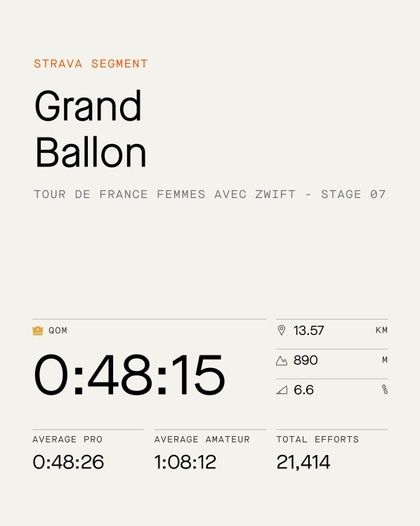 STRAVA SEGMENT
Grand
Ballon
TOUR DE FRANCE FEMMES AVEC ZWIFT - STAGE 07
QOM
0:48:15
13.57 KM
890 M
6.6 %
AVERAGE PRO
0:48:26
AVERAGE AMATEUR
1:08:12
TOTAL EFFORTS
21,414